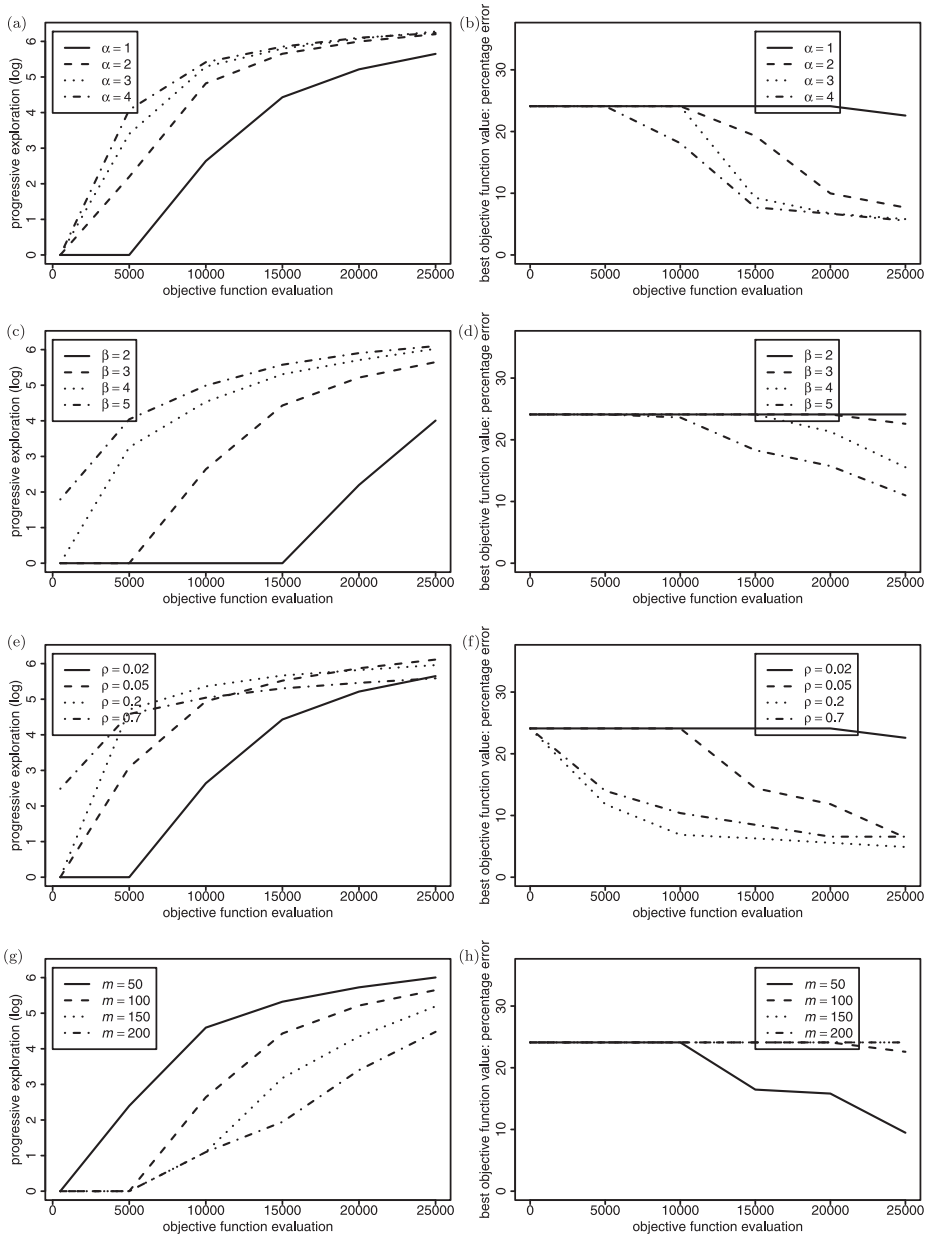 (a)
α = 1
α = 2
α = 3
α = 4
progressive exploration (log)
0 1 2 3 4 5 6
0 5000 10000 15000 20000 25000
objective function evaluation
(b)
α = 1
α = 2
α = 3
α = 4
best objective function value: percentage error
0 10 20 30
0 5000 10000 15000 20000 25000
objective function evaluation
(c)
β = 2
β = 3
β = 4
β = 5
progressive exploration (log)
0 1 2 3 4 5 6
0 5000 10000 15000 20000 25000
objective function evaluation
(d)
β = 2
β = 3
β = 4
β = 5
best objective function value: percentage error
0 10 20 30
0 5000 10000 15000 20000 25000
objective function evaluation
(e)
ρ = 0.02
ρ = 0.05
ρ = 0.2
ρ = 0.7
progressive exploration (log)
0 1 2 3 4 5 6
0 5000 10000 15000 20000 25000
objective function evaluation
(f)
ρ = 0.02
ρ = 0.05
ρ = 0.2
ρ = 0.7
best objective function value: percentage error
0 10 20 30
0 5000 10000 15000 20000 25000
objective function evaluation
(g)
m = 50
m = 100
m = 150
m = 200
progressive exploration (log)
0 1 2 3 4 5 6
0 5000 10000 15000 20000 25000
objective function evaluation
(h)
m = 50
m = 100
m = 150
m = 200
best objective function value: percentage error
0 10 20 30
0 5000 10000 15000 20000 25000
objective function evaluation